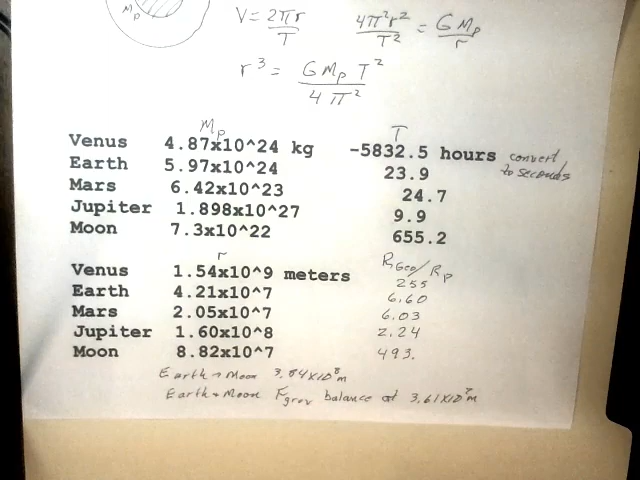 Mp
V = 2πr/T 4π²r²/T² = GMp/r
r³ = GMpT²/4π²
Mp T
Venus 4.87x10^24 kg -5832.5 hours convert to seconds
Earth 5.97x10^24 23.9
Mars 6.42x10^23 24.7
Jupiter 1.898x10^27 9.9
Moon 7.3x10^22 655.2
r RGeo/Rp
Venus 1.54x10^9 meters 255
Earth 4.21x10^7 6.60
Mars 2.05x10^7 6.03
Jupiter 1.60x10^8 2.24
Moon 8.82x10^7 493.
Earth → Moon 3.84x10⁸m
Earth → Moon Fgrav balance at 3.61x10⁷m